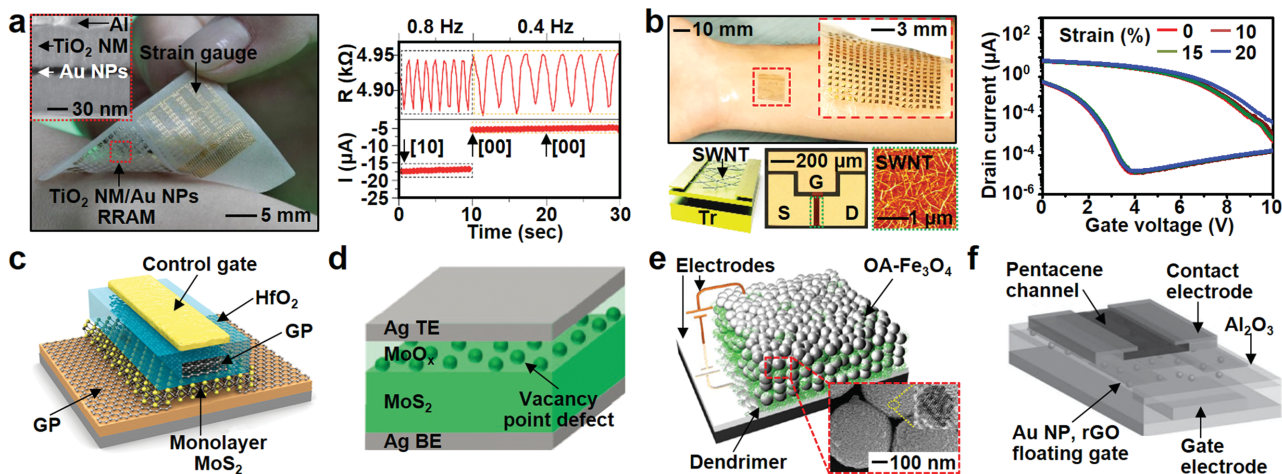 a
Al
TiO2 NM
Au NPs
30 nm
Strain gauge
TiO2 NM/Au NPs
RRAM
5 mm
0.8 Hz
0.4 Hz
R (kΩ)
4.95
4.90
I (μA)
-5
-10
-15
-20
-25
[10]
[00]
[00]
0
10
20
30
Time (sec)
b
10 mm
3 mm
SWNT
Tr
200 μm
G
S
D
SWNT
1 μm
Strain (%)
0
10
15
20
Drain current (μA)
10^2
10^0
10^-4
10^-4
10^-6
0
2
4
6
8
10
Gate voltage (V)
c
Control gate
HfO2
GP
GP
Monolayer
MoS2
d
Ag TE
MoOx
MoS2
Vacancy
point defect
Ag BE
e
Electrodes
OA-Fe3O4
Dendrimer
100 nm
f
Pentacene
channel
Contact
electrode
Al2O3
Au NP, rGO
floating gate
Gate
electrode